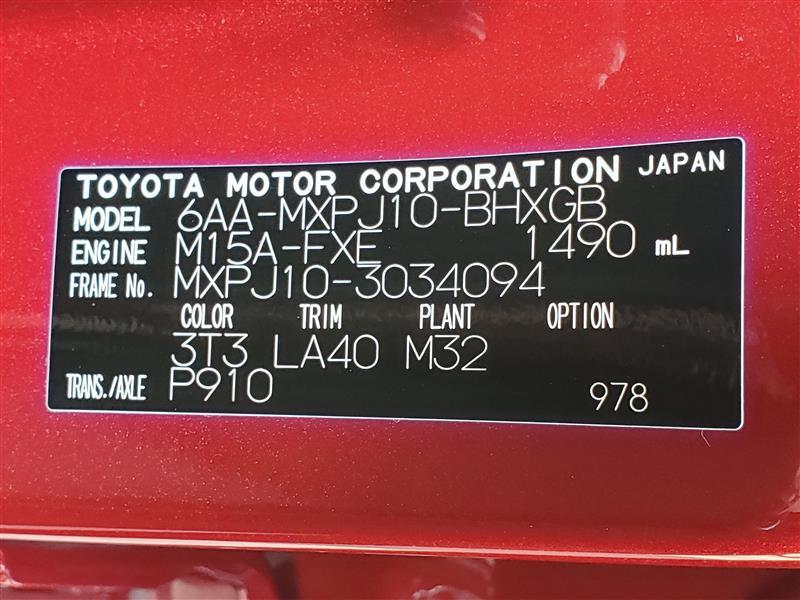 TOYOTA MOTOR CORPORATION JAPAN
MODEL 6AA-MXPJ10-BHXGB
ENGINE M15A-FXE 1490 mL
FRAME No. MXPJ10-3034094
COLOR TRIM PLANT OPTION
3T3 LA40 M32
TRANS./AXLE P910 978